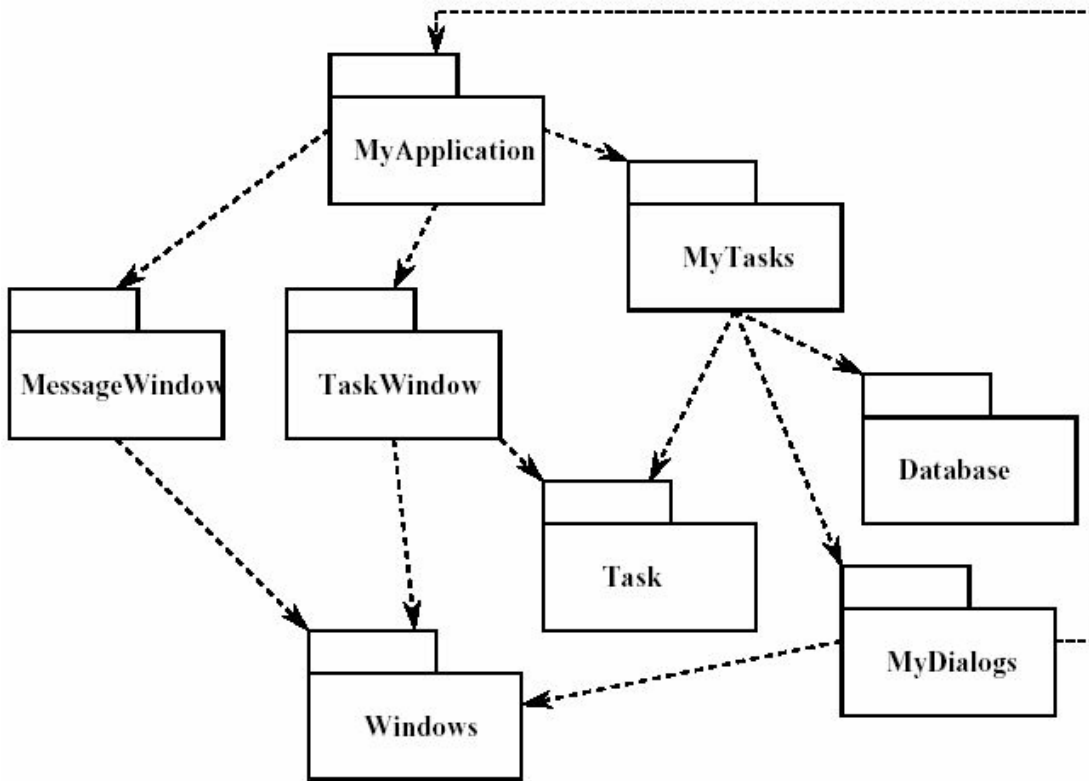 MyApplication
MyTasks
MessageWindow
TaskWindow
Database
Task
MyDialogs
Windows